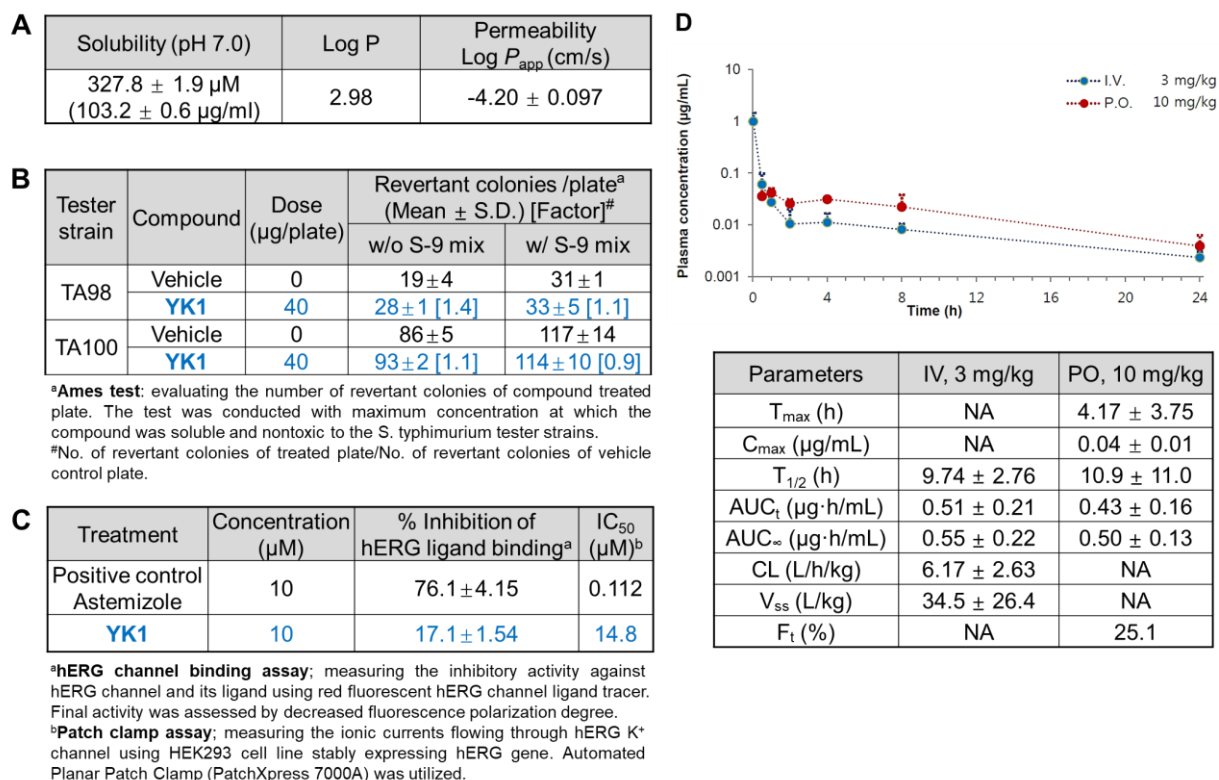 A
Solubility (pH 7.0) Log P Permeability Log Papp (cm/s)
327.8 ± 1.9 µM (103.2 ± 0.6 µg/ml) 2.98 -4.20 ± 0.097
B
Tester strain Compound Dose (µg/plate) Revertant colonies /plateᵃ (Mean ± S.D.) [Factor]#
w/o S-9 mix w/ S-9 mix
TA98 Vehicle 0 19±4 31±1
YK1 40 28±1 [1.4] 33±5 [1.1]
TA100 Vehicle 0 86±5 117±14
YK1 40 93±2 [1.1] 114±10 [0.9]
ᵃAmes test: evaluating the number of revertant colonies of compound treated
plate. The test was conducted with maximum concentration at which the
compound was soluble and nontoxic to the S. typhimurium tester strains.
#No. of revertant colonies of treated plate/No. of revertant colonies of vehicle
control plate.
C
Treatment Concentration (µM) % Inhibition of hERG ligand bindingᵃ IC50 (µM)ᵇ
Positive control Astemizole 10 76.1±4.15 0.112
YK1 10 17.1±1.54 14.8
ᵃhERG channel binding assay; measuring the inhibitory activity against
hERG channel and its ligand using red fluorescent hERG channel ligand tracer.
Final activity was assessed by decreased fluorescence polarization degree.
ᵇPatch clamp assay; measuring the ionic currents flowing through hERG K⁺
channel using HEK293 cell line stably expressing hERG gene. Automated
Planar Patch Clamp (PatchXpress 7000A) was utilized.
D
Plasma concentration (µg/mL)
10
1
0.1
0.01
0.001
I.V. 3 mg/kg
P.O. 10 mg/kg
0 4 8 12 16 20 24
Time (h)
Parameters IV, 3 mg/kg PO, 10 mg/kg
Tmax (h) NA 4.17 ± 3.75
Cmax (µg/mL) NA 0.04 ± 0.01
T1/2 (h) 9.74 ± 2.76 10.9 ± 11.0
AUCt (µg·h/mL) 0.51 ± 0.21 0.43 ± 0.16
AUC∞ (µg·h/mL) 0.55 ± 0.22 0.50 ± 0.13
CL (L/h/kg) 6.17 ± 2.63 NA
Vss (L/kg) 34.5 ± 26.4 NA
Ft (%) NA 25.1